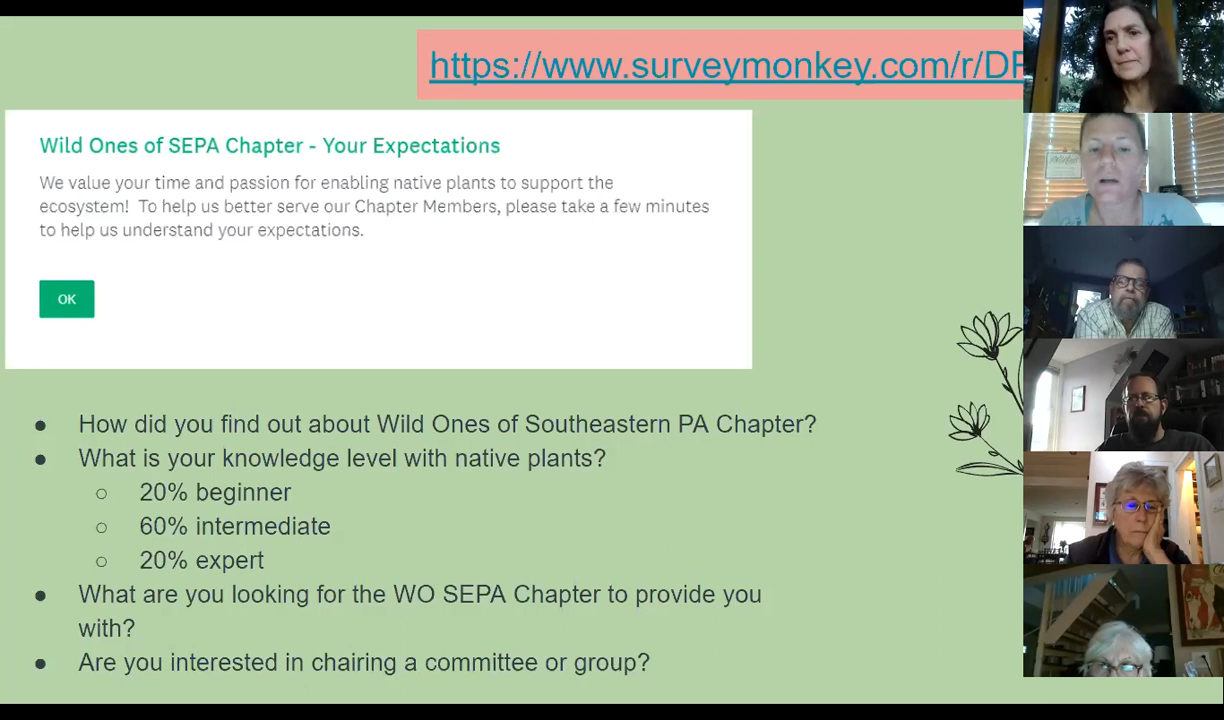 https://www.surveymonkey.com/r/DF
Wild Ones of SEPA Chapter - Your Expectations
We value your time and passion for enabling native plants to support the
ecosystem! To help us better serve our Chapter Members, please take a few minutes
to help us understand your expectations.
OK
● How did you find out about Wild Ones of Southeastern PA Chapter?
● What is your knowledge level with native plants?
○ 20% beginner
○ 60% intermediate
○ 20% expert
● What are you looking for the WO SEPA Chapter to provide you
with?
● Are you interested in chairing a committee or group?